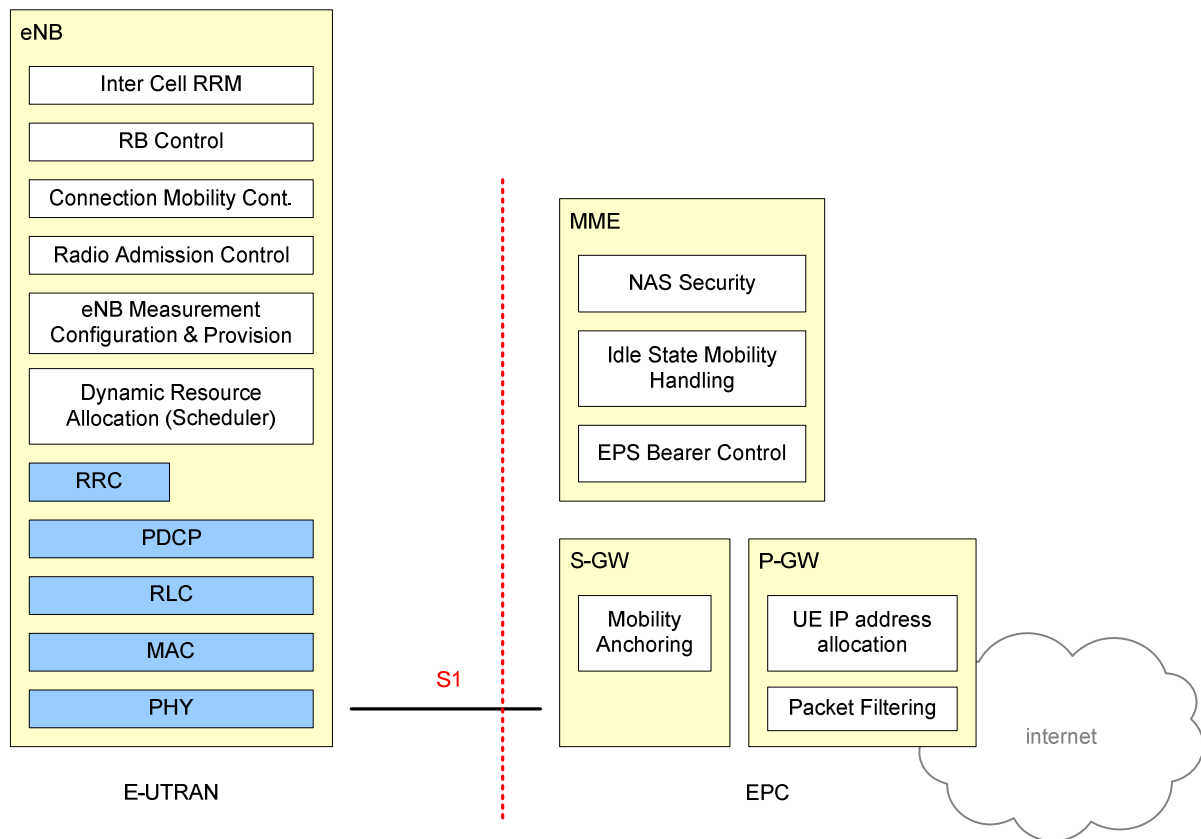 eNB
Inter Cell RRM
RB Control
Connection Mobility Cont.
Radio Admission Control
eNB Measurement
Configuration & Provision
Dynamic Resource
Allocation (Scheduler)
RRC
PDCP
RLC
MAC
PHY
E-UTRAN
S1
MME
NAS Security
Idle State Mobility
Handling
EPS Bearer Control
S-GW
Mobility
Anchoring
P-GW
UE IP address
allocation
Packet Filtering
internet
EPC